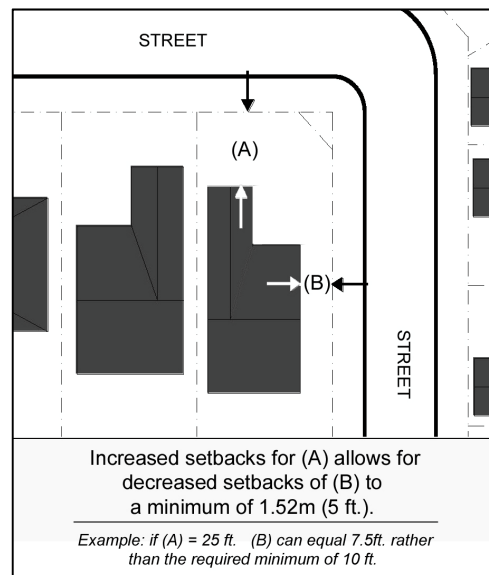 STREET
(A)
(B)
STREET
Increased setbacks for (A) allows for
decreased setbacks of (B) to
a minimum of 1.52m (5 ft.).
Example: if (A) = 25 ft. (B) can equal 7.5ft. rather
than the required minimum of 10 ft.